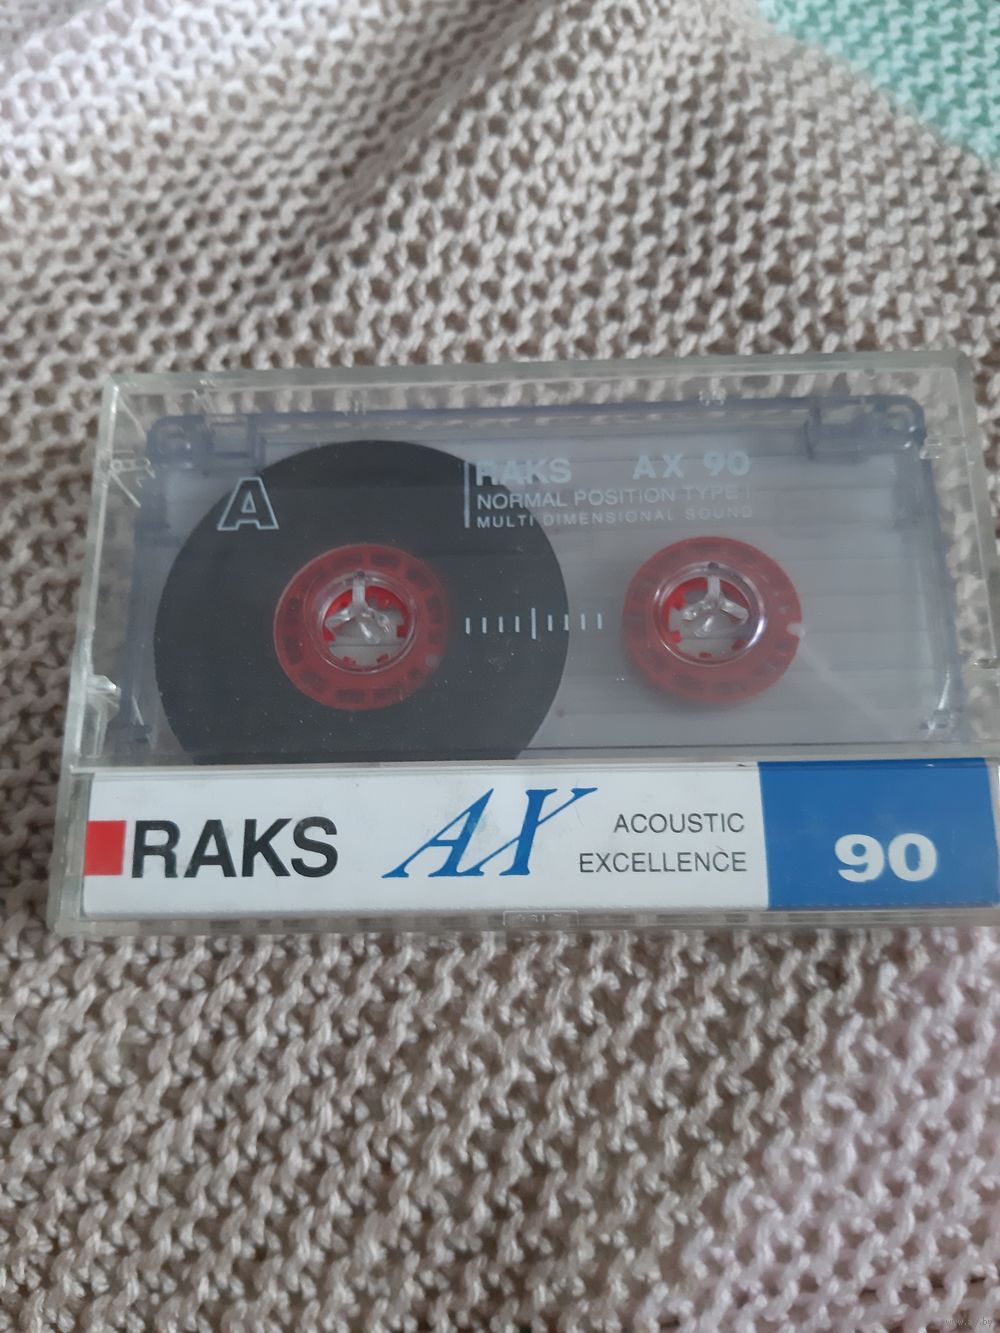 A
RAKS AX 90
NORMAL POSITION TYPE I
MULTI DIMENSIONAL SOUND
RAKS AX ACOUSTIC
EXCELLENCE
90